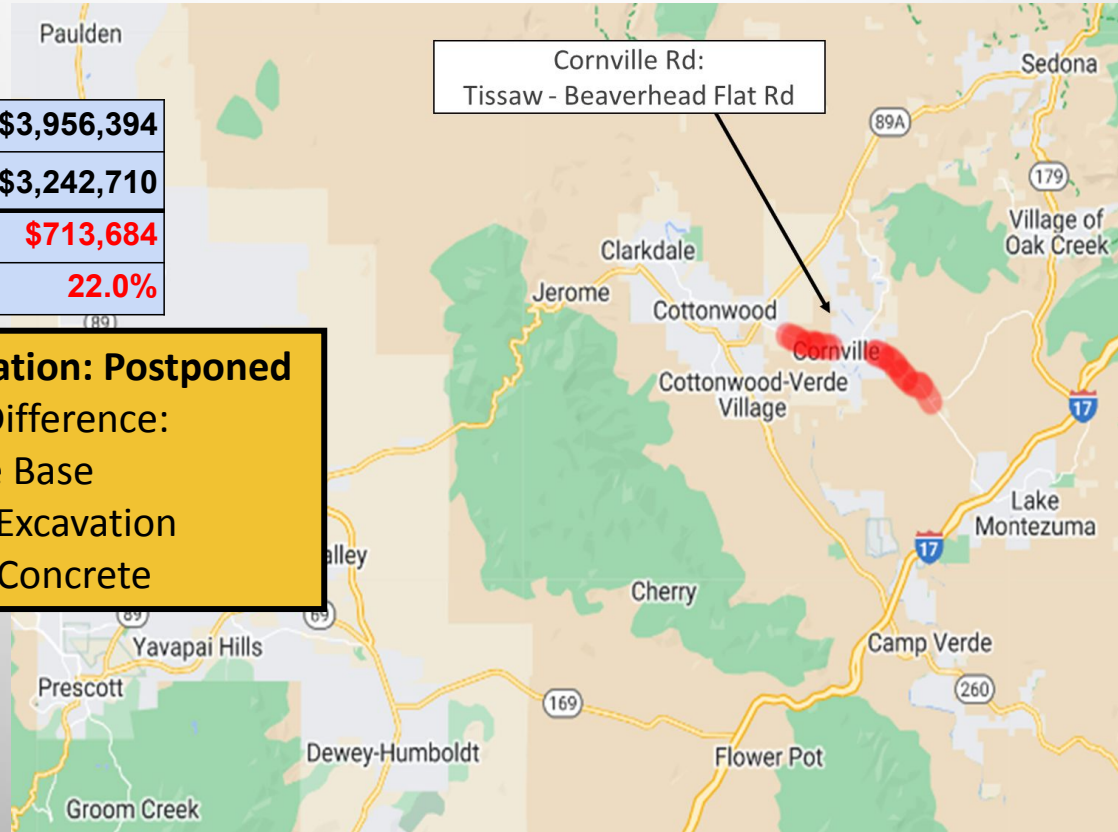 Paulden
$3,956,394
$3,242,710
$713,684
22.0%
ation: Postponed
Difference:
Base
Excavation
Concrete
Cornville Rd:
Tissaw - Beaverhead Flat Rd
Sedona
89A
179
Village of
Oak Creek
Clarkdale
Jerome
Cottonwood
Cornville
Cottonwood-Verde
Village
17
Lake
Montezuma
17
89
alley
Cherry
89
69
Yavapai Hills
Camp Verde
Prescott
260
169
Dewey-Humboldt
Flower Pot
Groom Creek